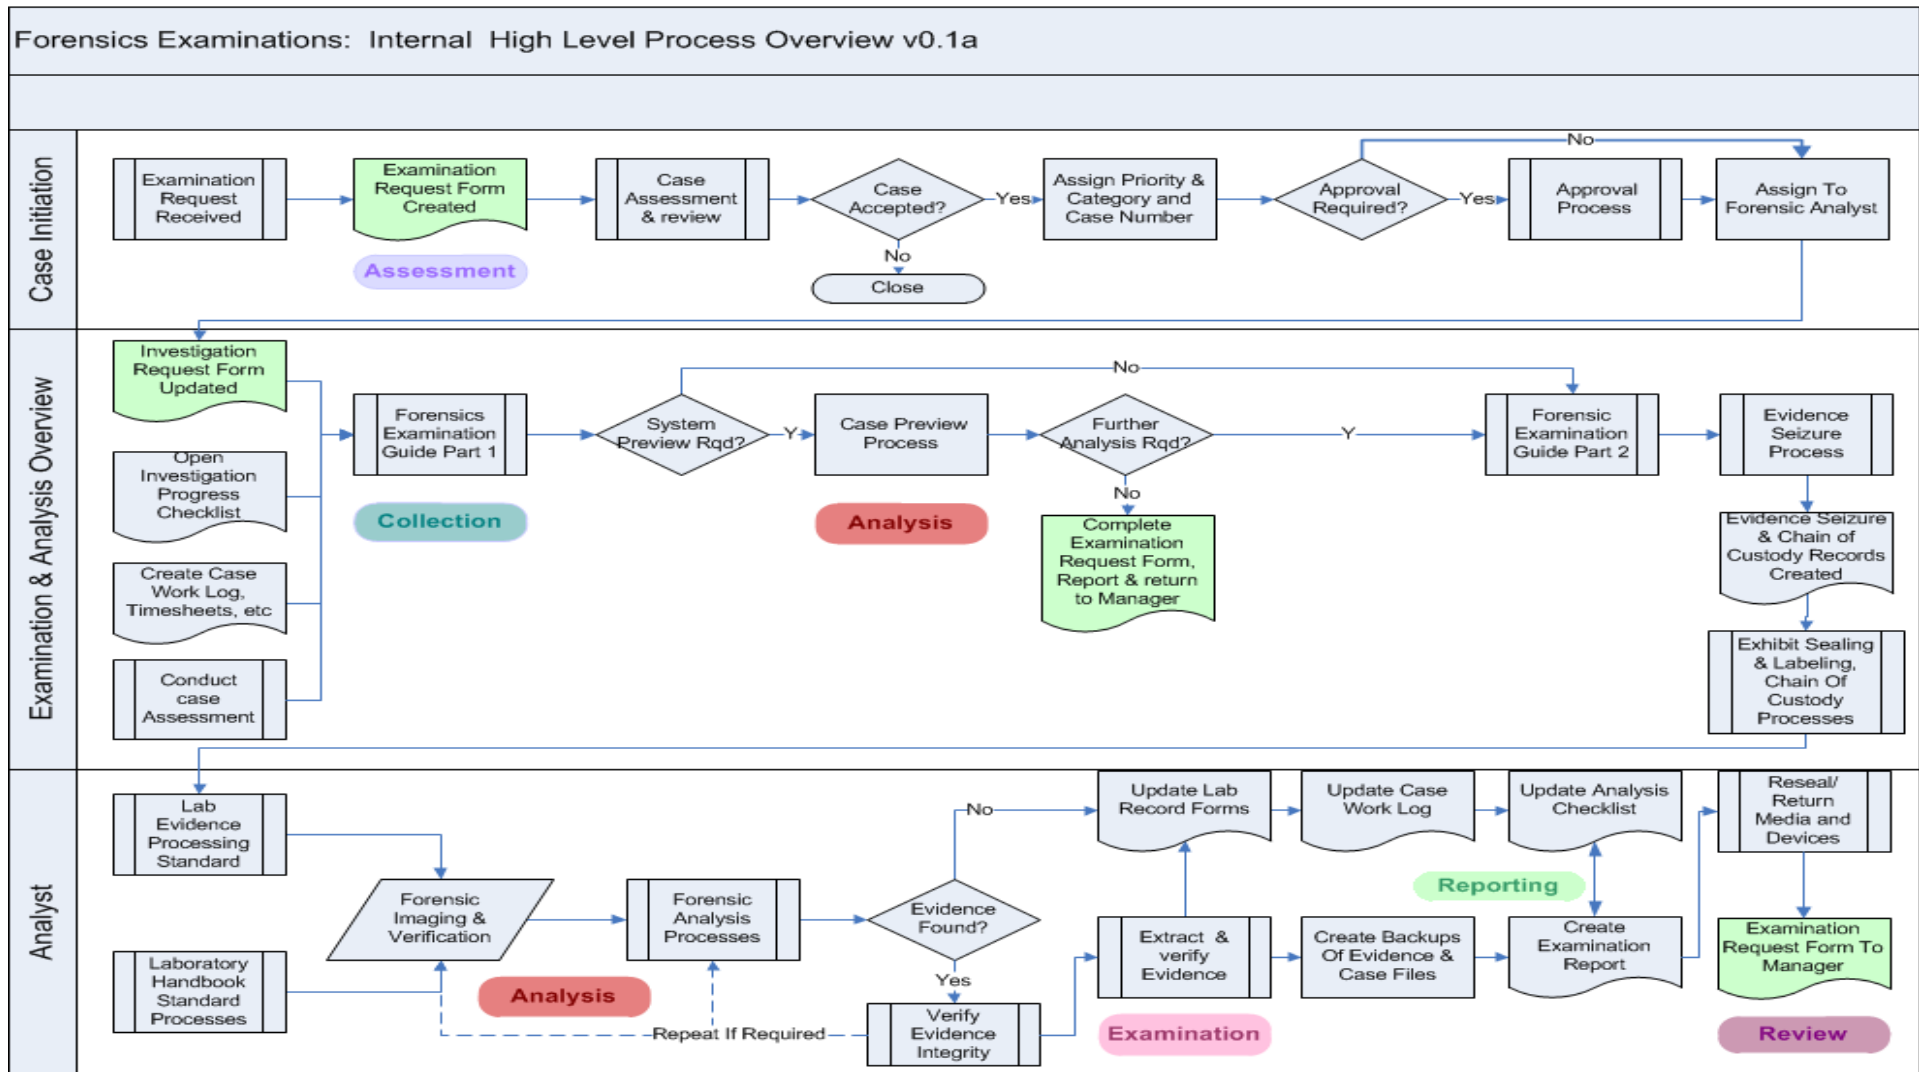 Forensics Examinations:  Internal  High Level Process Overview v0.1a
Case Initiation
Examination
Request
Received
Examination
Request Form
Created
Case
Assessment
& review
Case
Accepted?
Yes
Assign Priority &
Category and
Case Number
Approval
Required?
Yes
No
Approval
Process
Assign To
Forensic Analyst
Assessment
No
Close
Examination & Analysis Overview
Investigation
Request Form
Updated
Open
Investigation
Progress
Checklist
Create Case
Work Log,
Timesheets, etc
Conduct
case
Assessment
Forensics
Examination
Guide Part 1
Collection
System
Preview Rqd?
Y
No
Case Preview
Process
Analysis
Further
Analysis Rqd?
Y
No
Complete
Examination
Request Form,
Report & return
to Manager
Forensic
Examination
Guide Part 2
Evidence
Seizure
Process
Evidence Seizure
& Chain of
Custody Records
Created
Exhibit Sealing
& Labeling,
Chain Of
Custody
Processes
Analyst
Lab
Evidence
Processing
Standard
Laboratory
Handbook
Standard
Processes
Forensic
Imaging &
Verification
Analysis
Forensic
Analysis
Processes
Repeat If Required
Evidence
Found?
No
Yes
Verify
Evidence
Integrity
Update Lab
Record Forms
Update Case
Work Log
Update Analysis
Checklist
Reseal/
Return
Media and
Devices
Reporting
Extract  &
verify
Evidence
Create Backups
Of Evidence &
Case Files
Create
Examination
Report
Examination
Request Form To
Manager
Examination
Review